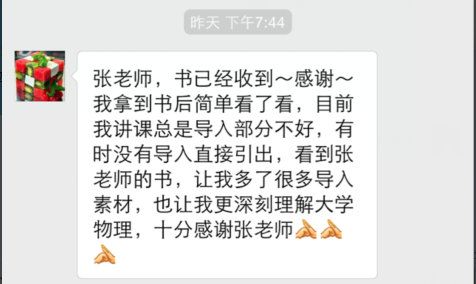 昨天 下午7:44
张老师，书已经收到～感谢～
我拿到书后简单看了看，目前
我讲课总是导入部分不好，有
时没有导入直接引出，看到张
老师的书，让我多了很多导入
素材，也让我更深刻理解大学
物理，十分感谢张老师🙏🙏
🙏